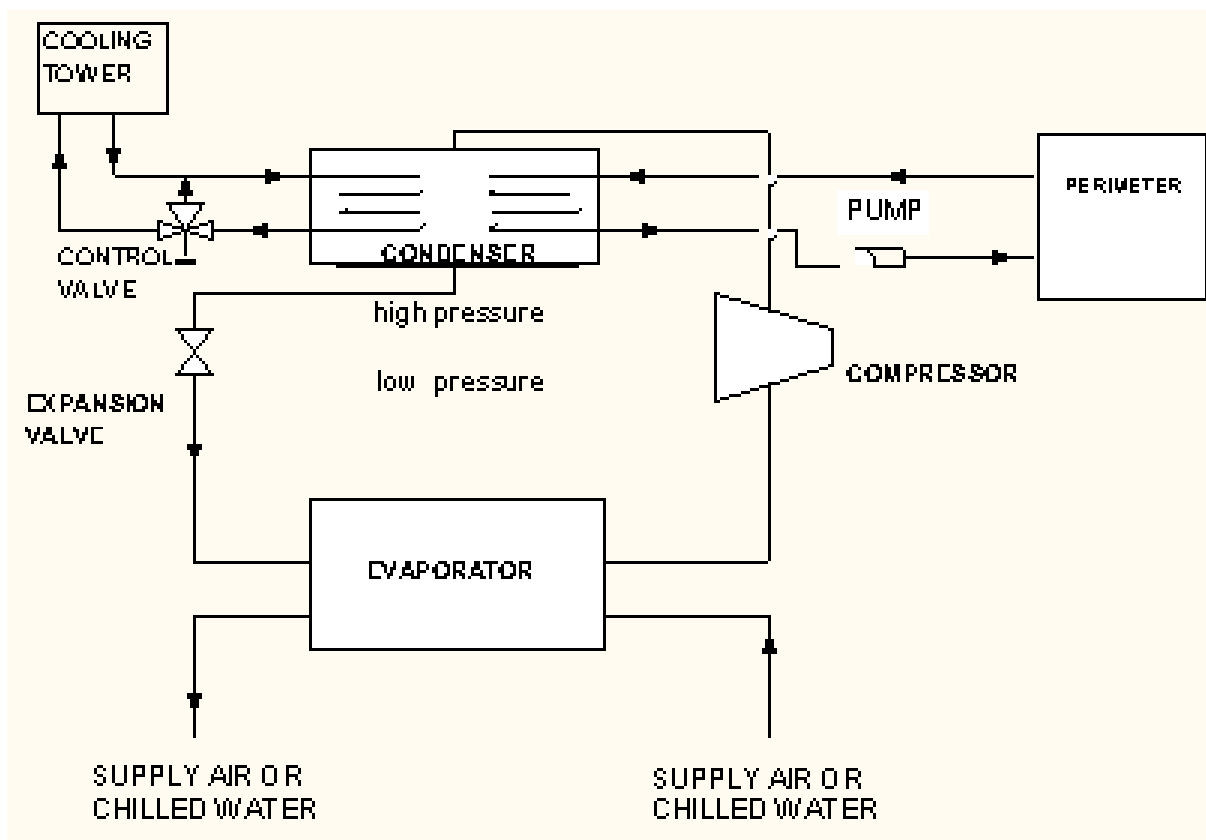 COOLING
TOWER
PERIMETER
PUMP
CONTROL
VALVE
CONDENSER
high pressure
low pressure
COMPRESSOR
EXPANSION
VALVE
EVAPORATOR
SUPPLY AIR OR
CHILLED WATER
SUPPLY AIR OR
CHILLED WATER